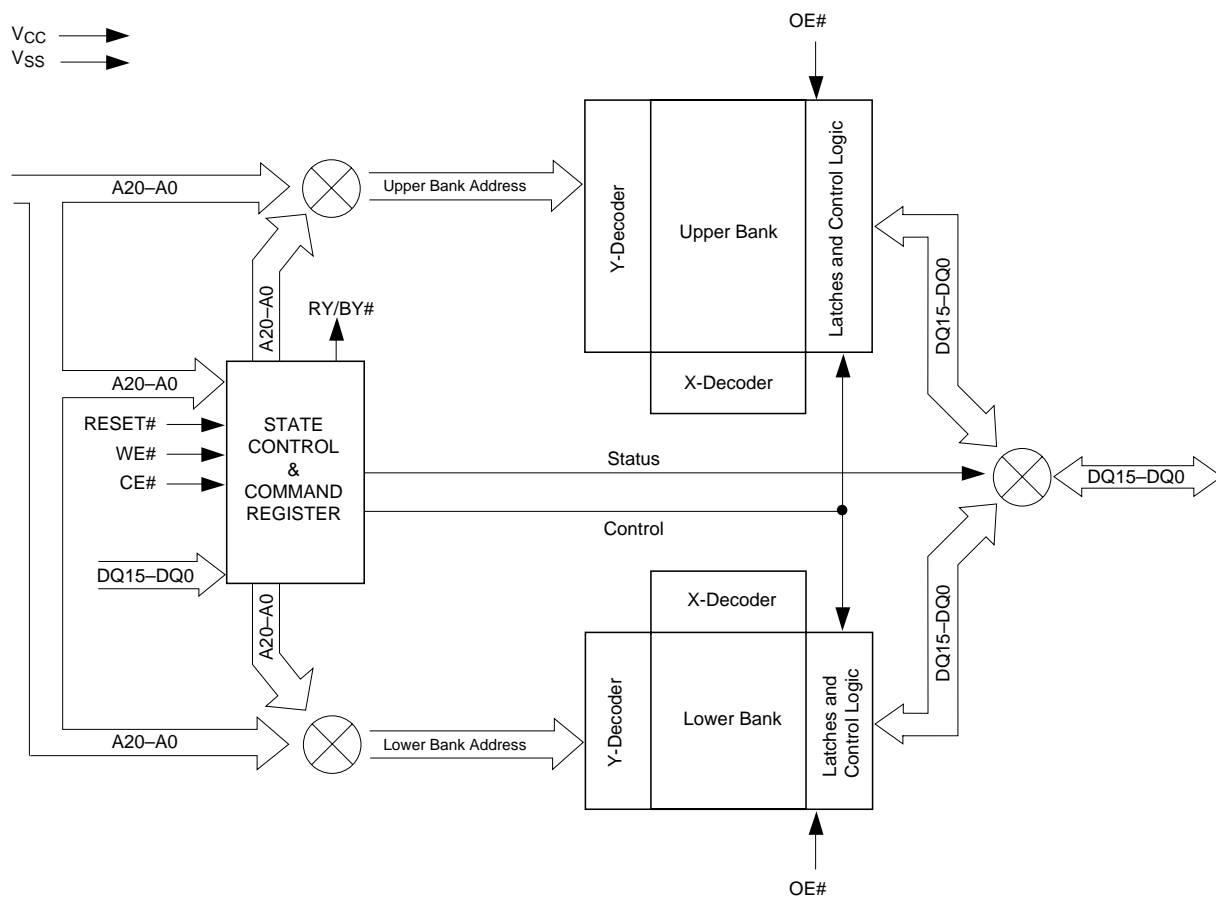 OE#
VCC
VSS
A20–A0
Upper Bank Address
Y-Decoder
Upper Bank
Latches and Control Logic
DQ15–DQ0
A20–A0
RY/BY#
X-Decoder
A20–A0
RESET#
WE#
CE#
STATE
CONTROL
&
COMMAND
REGISTER
Status
DQ15–DQ0
Control
DQ15–DQ0
A20–A0
X-Decoder
DQ15–DQ0
Y-Decoder
Lower Bank
Latches and
Control Logic
A20–A0
Lower Bank Address
OE#